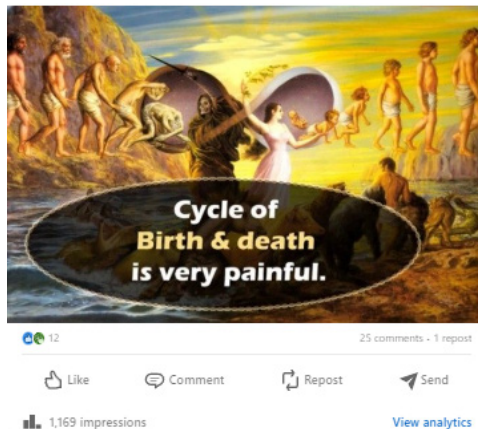 Cycle of
Birth & death
is very painful.
12
25 comments • 1 repost
Like
Comment
Repost
Send
1,169 impressions
View analytics